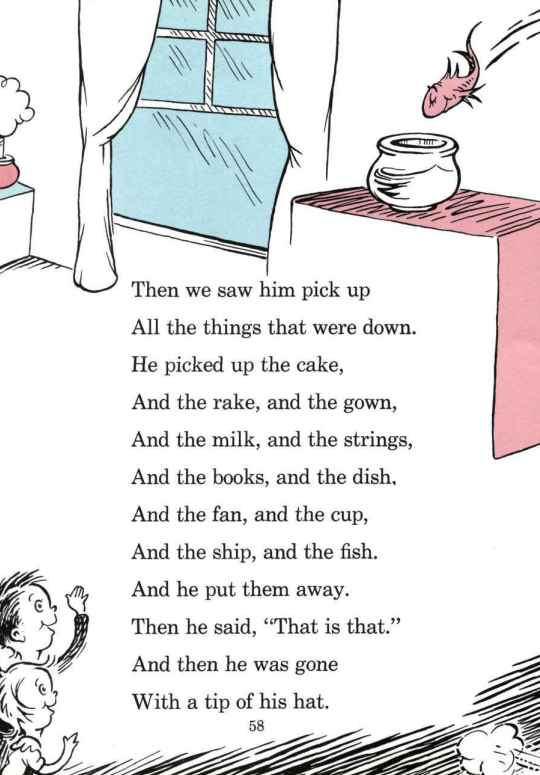 Then we saw him pick up
All the things that were down.
He picked up the cake,
And the rake, and the gown,
And the milk, and the strings,
And the books, and the dish,
And the fan, and the cup,
And the ship, and the fish.
And he put them away.
Then he said, “That is that.”
And then he was gone
With a tip of his hat.
58